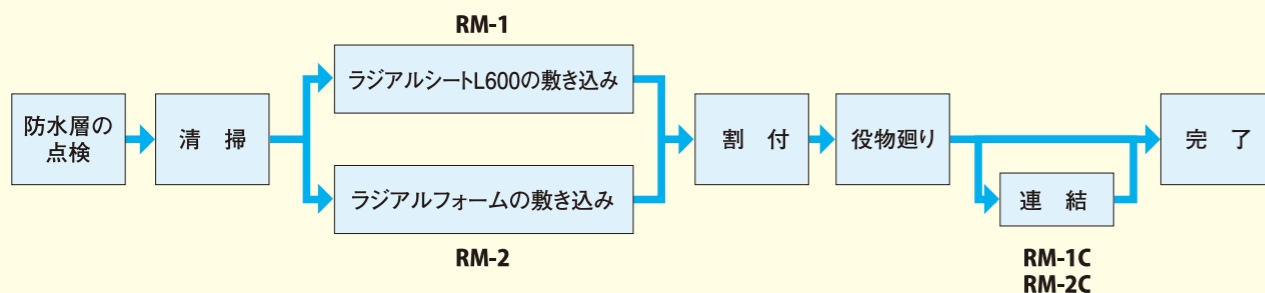 防水層の
点検
清　掃
RM-1
ラジアルシートL600の敷き込み
ラジアルフォームの敷き込み
RM-2
割　付
役物廻り
連　結
RM-1C
RM-2C
完　了